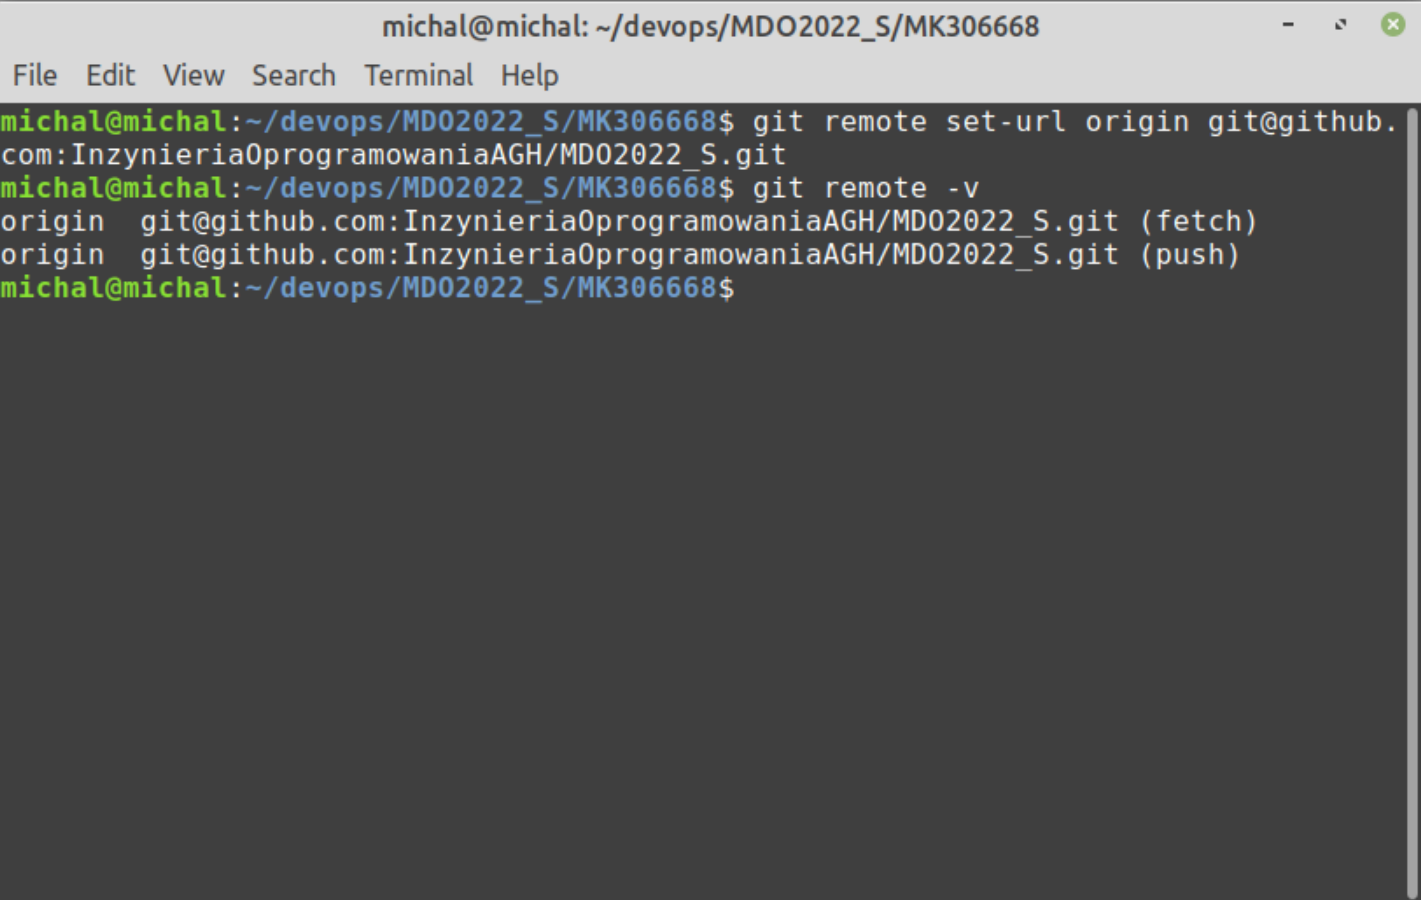 michal@michal: ~/devops/MDO2022_S/MK306668
File Edit View Search Terminal Help
michal@michal:~/devops/MDO2022_S/MK306668$ git remote set-url origin git@github.
com:InzynieriaOprogramowaniaAGH/MDO2022_S.git
michal@michal:~/devops/MDO2022_S/MK306668$ git remote -v
origin  git@github.com:InzynieriaOprogramowaniaAGH/MDO2022_S.git (fetch)
origin  git@github.com:InzynieriaOprogramowaniaAGH/MDO2022_S.git (push)
michal@michal:~/devops/MDO2022_S/MK306668$